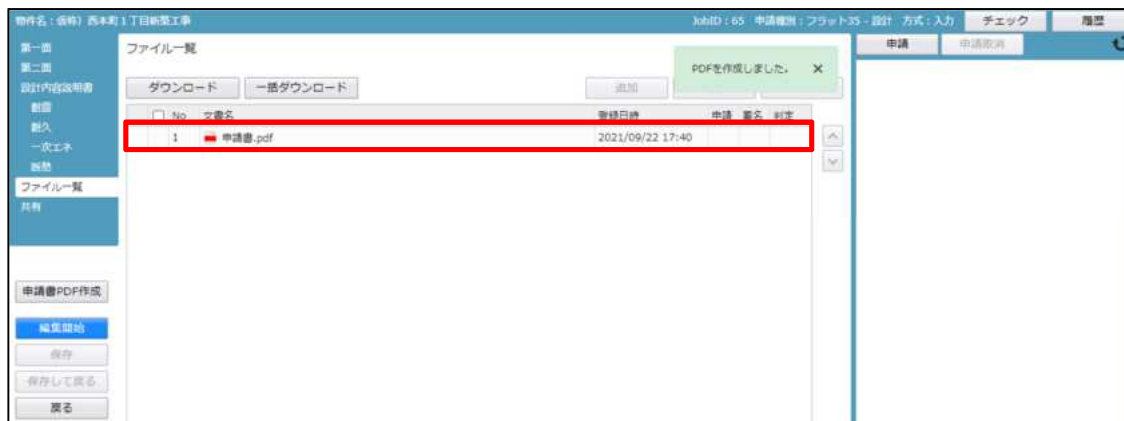 物件名：仮称）西本町１丁目新築工事
JobID：65 申請種別：フラット35 - 設計 方式：入力
チェック
履歴
第一面
第二面
設計内容説明書
耐震
耐久
一次エネ
断熱
ファイル一覧
共有
申請書PDF作成
編集開始
保存
保存して戻る
戻る
ファイル一覧
PDFを作成しました。 ×
ダウンロード
一括ダウンロード
追加
No 文書名 登録日時 申請 署名 判定
1 申請書.pdf 2021/09/22 17:40
申請
申請取消